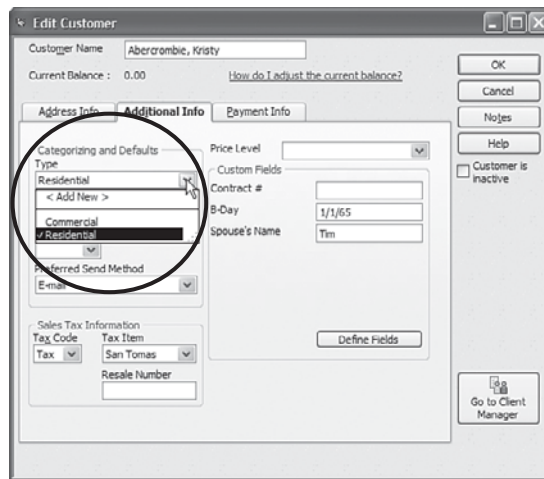 Edit Customer
Customer Name Abercrombie, Kristy
Current Balance : 0.00 How do I adjust the current balance?
OK
Cancel
Notes
Help
Customer is inactive
Address Info Additional Info Payment Info
Categorizing and Defaults
Type
Residential
< Add New >
Commercial
✓ Residential
Preferred Send Method
E-mail
Sales Tax Information
Tax Code Tax Item
Tax San Tomas
Resale Number
Price Level
Custom Fields
Contract #
B-Day 1/1/65
Spouse's Name Tim
Define Fields
Go to Client
Manager